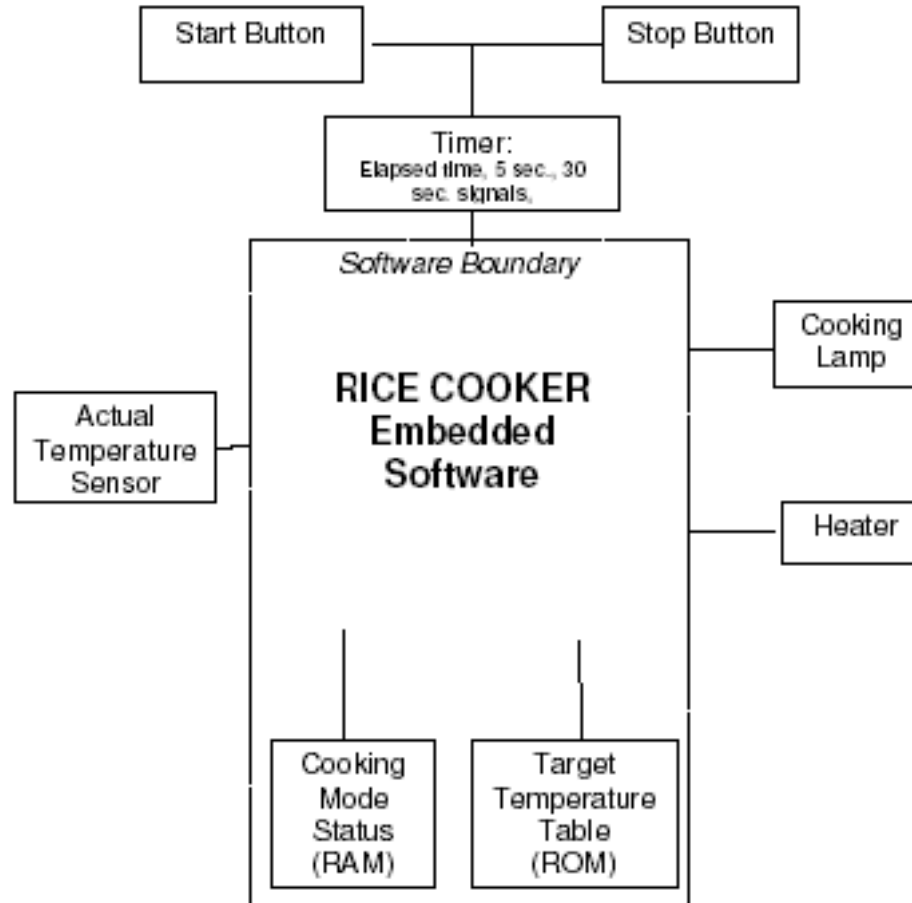 Start Button
Stop Button
Timer:
Elapsed time, 5 sec., 30
sec. signals,
Software Boundary
RICE COOKER
Embedded
Software
Cooking
Lamp
Actual
Temperature
Sensor
Heater
Cooking
Mode
Status
(RAM)
Target
Temperature
Table
(ROM)